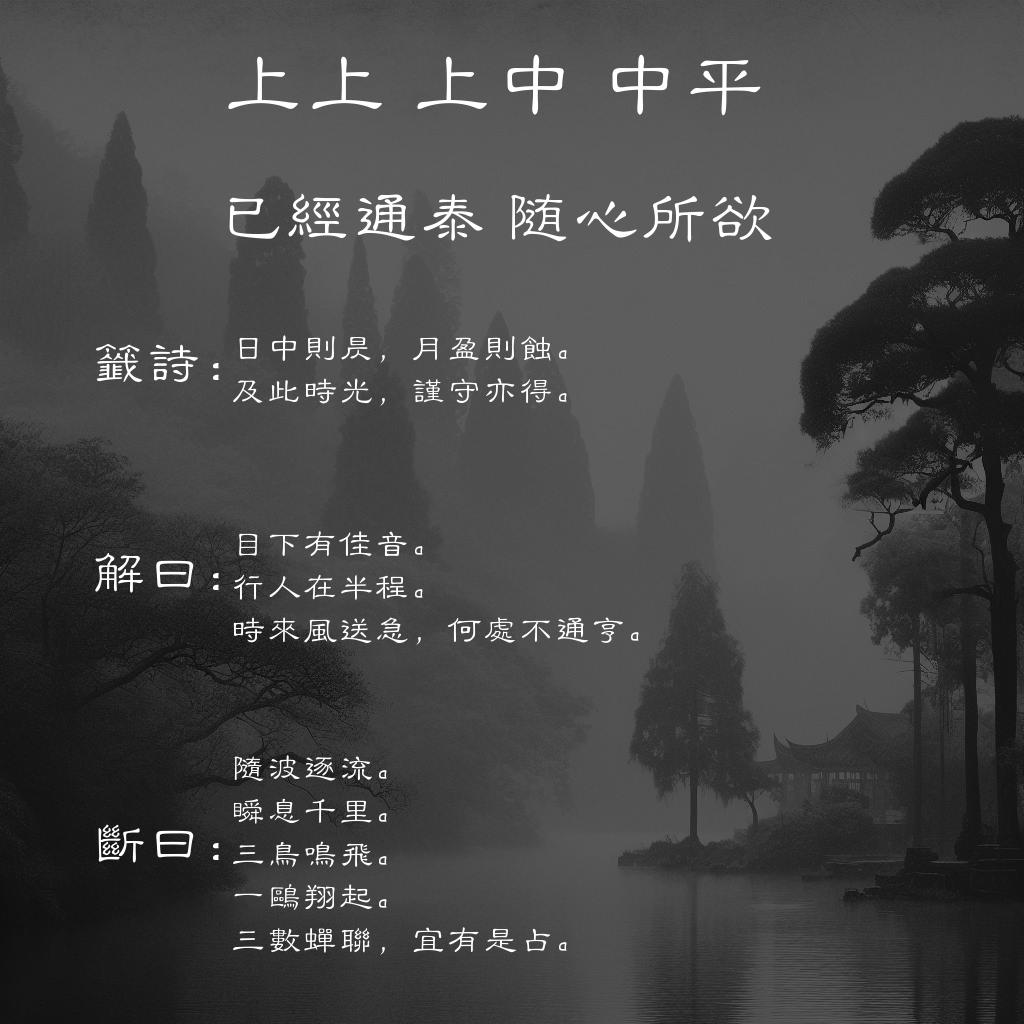 上上 上中 中平
已經通泰 随心所欲
籤詩：
日中則昃，月盈則蝕。
及此時光，謹守亦得。
解曰：
目下有佳音。
行人在半程。
時來風送急，何處不通亨。
斷曰：
隨波逐流。
瞬息千里。
三鳥鳴飛。
一鷗翔起。
三數蟬聯，宜有是占。